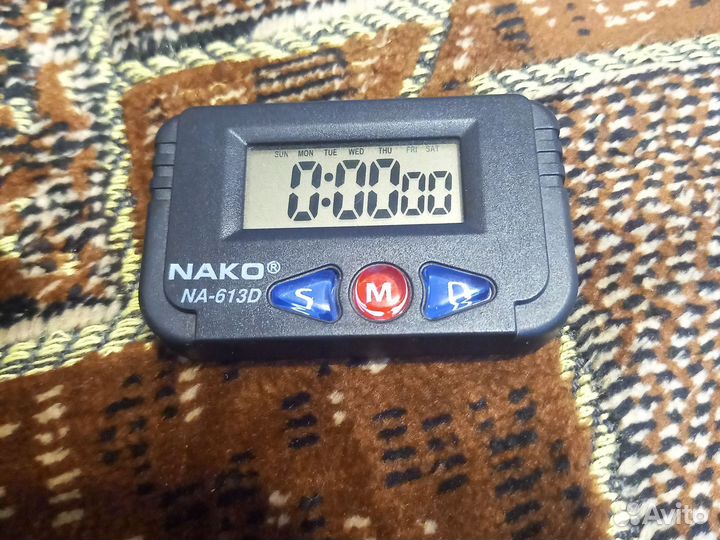 SUN MON TUE WED THU FRI SAT
0:00 00
NAKO®
NA-613D
S M D
Avito